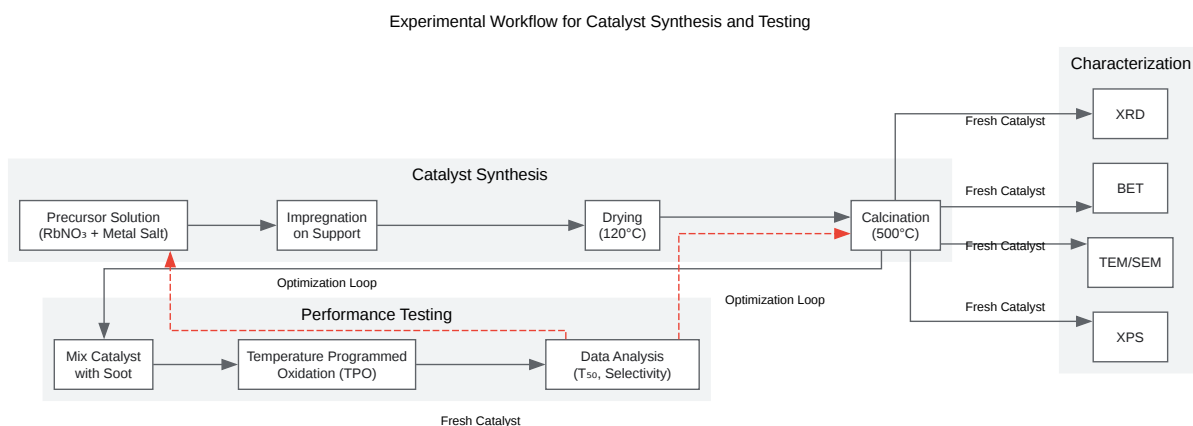 Experimental Workflow for Catalyst Synthesis and Testing
Characterization
XRD
Fresh Catalyst
Catalyst Synthesis
BET
Fresh Catalyst
Precursor Solution
(RbNO₃ + Metal Salt)
Impregnation
on Support
Drying
(120°C)
Calcination
(500°C)
Fresh Catalyst
TEM/SEM
Optimization Loop
Optimization Loop
Fresh Catalyst
XPS
Performance Testing
Mix Catalyst
with Soot
Temperature Programmed
Oxidation (TPO)
Data Analysis
(T₅₀, Selectivity)
Fresh Catalyst